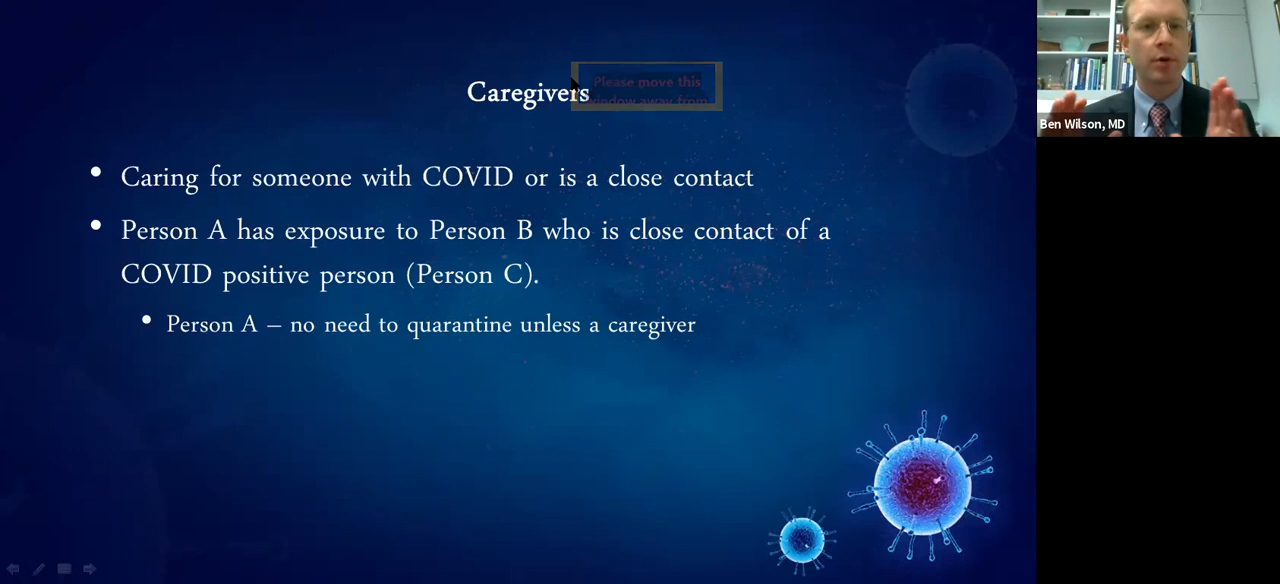 Caregivers
Please move this
window away from
• Caring for someone with COVID or is a close contact
• Person A has exposure to Person B who is close contact of a
COVID positive person (Person C).
• Person A – no need to quarantine unless a caregiver
Ben Wilson, MD